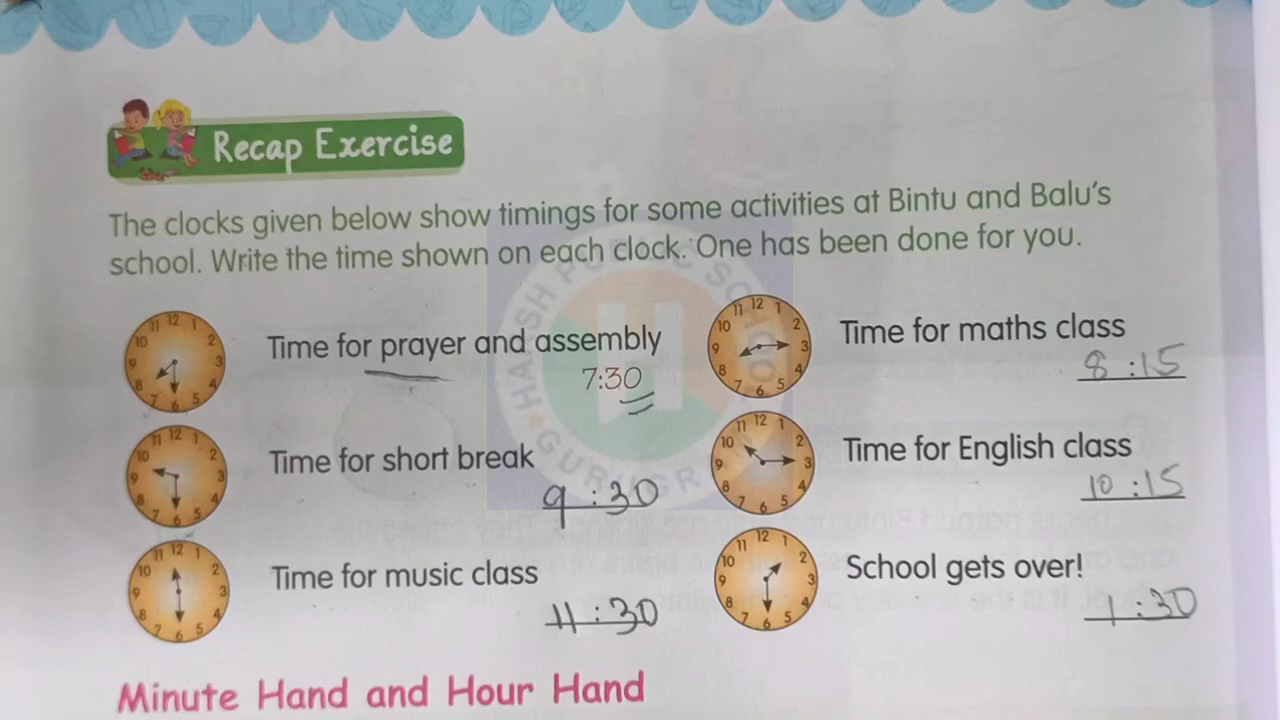 Recap Exercise
The clocks given below show timings for some activities at Bintu and Balu's
school. Write the time shown on each clock. One has been done for you.
Time for prayer and assembly
7:30
Time for maths class
8:15
Time for short break
9:30
Time for English class
10:15
Time for music class
11:30
School gets over!
1:30
Minute Hand and Hour Hand